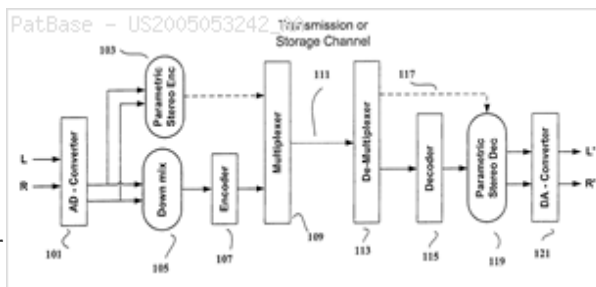 PatBase - US2005053242_
Transmission or
Storage Channel
103
Parametric
Stereo Enc
111
117
Multiplexer
De-Multiplexer
L
R
AD - Converter
Down mix
Encoder
Decoder
Parametric
Stereo Dec
DA - Converter
L'
R'
101
105
107
109
113
115
119
121